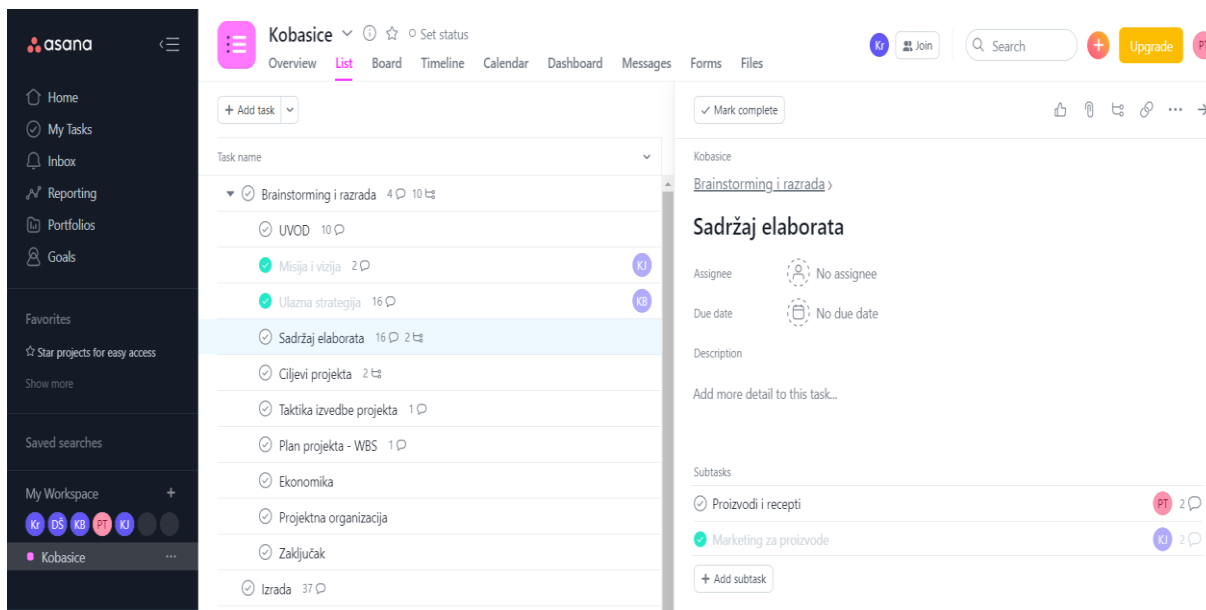 asana
Home
My Tasks
Inbox
Reporting
Portfolios
Goals
Favorites
Star projects for easy access
Show more
Saved searches
My Workspace +
Kr DŠ KB PT KJ
Kobasice ...
Kobasice Set status
Overview List Board Timeline Calendar Dashboard Messages Forms Files
Kr Join Search + Upgrade PT
+ Add task
Task name
Brainstorming i razrada 4 10
UVOD 10
Misija i vizija 2 KJ
Ulazna strategija 16 KB
Sadržaj elaborata 16 2
Ciljevi projekta 2
Taktika izvedbe projekta 1
Plan projekta - WBS 1
Ekonomika
Projektna organizacija
Zaključak
Izrada 37
Mark complete
Kobasice
Brainstorming i razrada ›
Sadržaj elaborata
Assignee No assignee
Due date No due date
Description
Add more detail to this task...
Subtasks
Proizvodi i recepti PT 2
Marketing za proizvode KJ 2
+ Add subtask